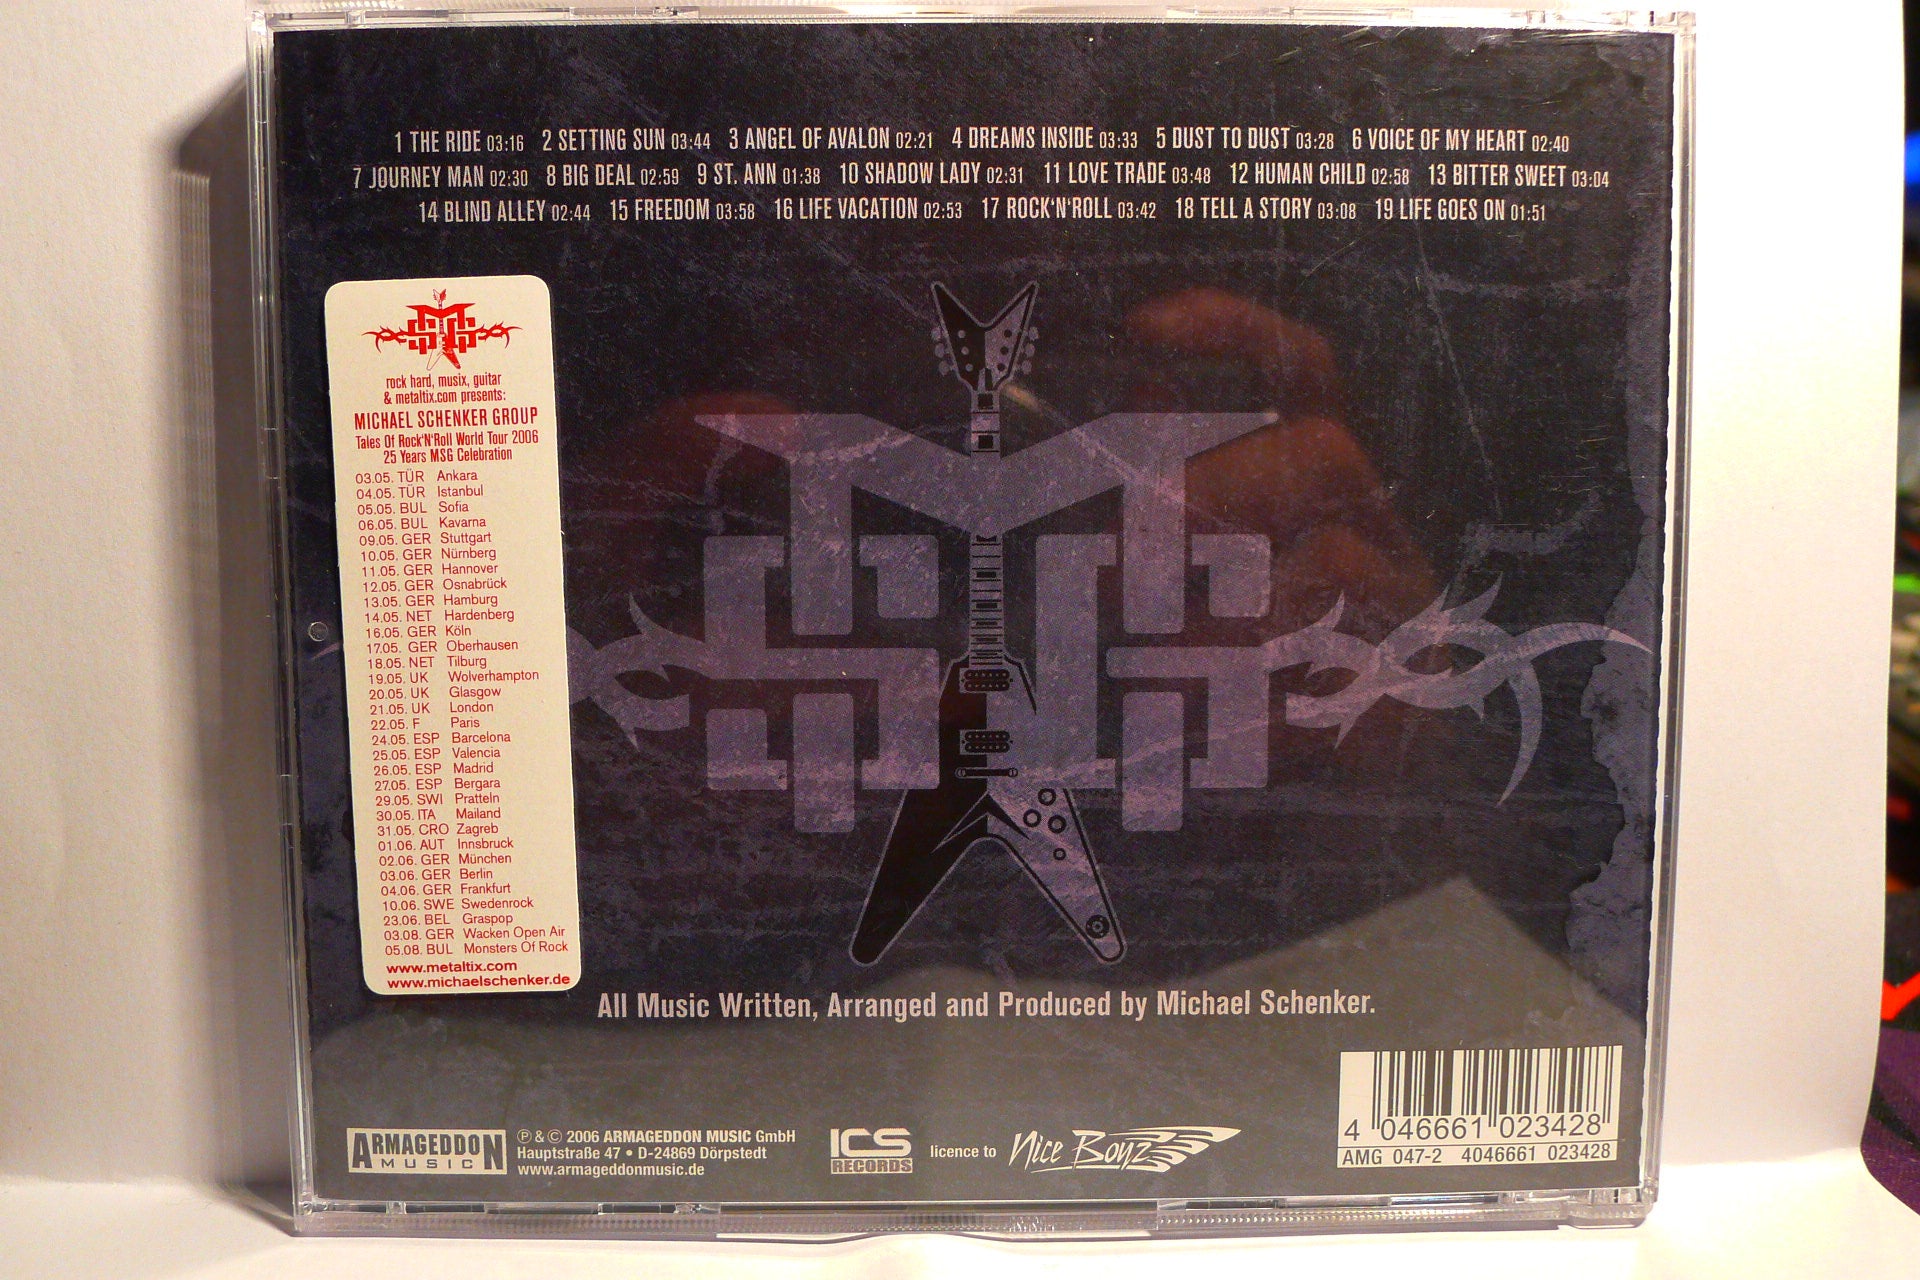 1 THE RIDE 03:16 2 SETTING SUN 03:44 3 ANGEL OF AVALON 02:21 4 DREAMS INSIDE 03:33 5 DUST TO DUST 03:28 6 VOICE OF MY HEART 02:40
7 JOURNEY MAN 02:30 8 BIG DEAL 02:59 9 ST. ANN 01:38 10 SHADOW LADY 02:31 11 LOVE TRADE 03:48 12 HUMAN CHILD 02:58 13 BITTER SWEET 03:04
14 BLIND ALLEY 02:44 15 FREEDOM 03:58 16 LIFE VACATION 02:53 17 ROCK'N'ROLL 03:42 18 TELL A STORY 03:08 19 LIFE GOES ON 01:51
rock hard, musix, guitar
& metaltix.com presents:
MICHAEL SCHENKER GROUP
Tales Of Rock'N'Roll World Tour 2006
25 Years MSG Celebration
03.05. TÜR Ankara
04.05. TÜR Istanbul
05.05. BUL Sofia
06.05. BUL Kavarna
09.05. GER Stuttgart
10.05. GER Nürnberg
11.05. GER Hannover
12.05. GER Osnabrück
13.05. GER Hamburg
14.05. NET Hardenberg
16.05. GER Köln
17.05. GER Oberhausen
18.05. NET Tilburg
19.05. UK Wolverhampton
20.05. UK Glasgow
21.05. UK London
22.05. F Paris
24.05. ESP Barcelona
25.05. ESP Valencia
26.05. ESP Madrid
27.05. ESP Bergara
29.05. SWI Pratteln
30.05. ITA Mailand
31.05. CRO Zagreb
01.06. AUT Innsbruck
02.06. GER München
03.06. GER Berlin
04.06. GER Frankfurt
10.06. SWE Swedenrock
23.06. BEL Graspop
03.08. GER Wacken Open Air
05.08. BUL Monsters Of Rock
www.metaltix.com
www.michaelschenker.de
MSG
All Music Written, Arranged and Produced by Michael Schenker.
ARMAGEDDON
MUSIC
℗ & © 2006 ARMAGEDDON MUSIC GmbH
Hauptstraße 47 • D-24869 Dörpstedt
www.armageddonmusic.de
ICS
RECORDS
licence to
Nice Boyz
4 046661 023428
AMG 047-2 4046661 023428